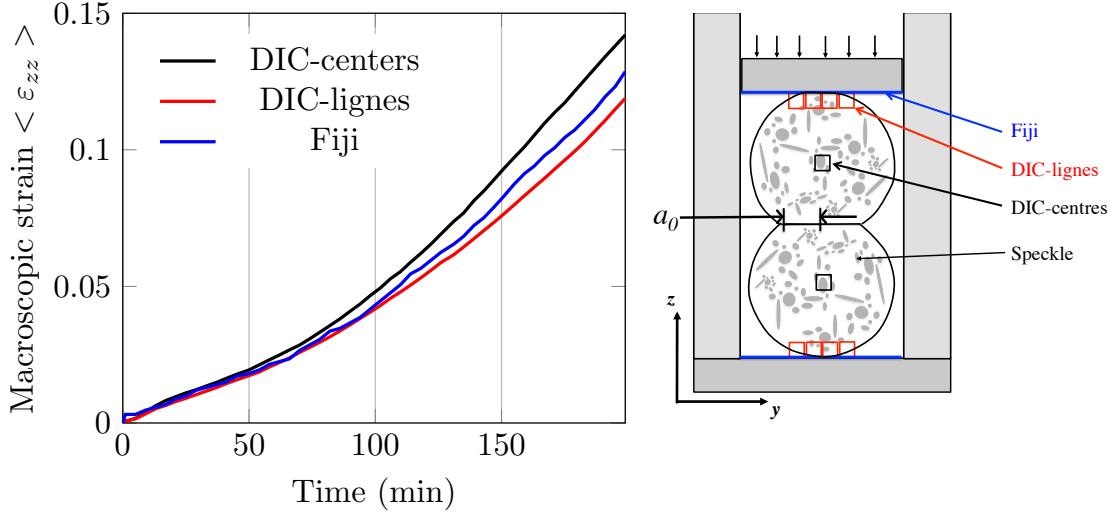 Macroscopic strain < ε_zz >
0.15
0.1
0.05
0
DIC-centers
DIC-lignes
Fiji
0
50
100
150
Time (min)
Fiji
DIC-lignes
DIC-centres
a_0
Speckle
z
y